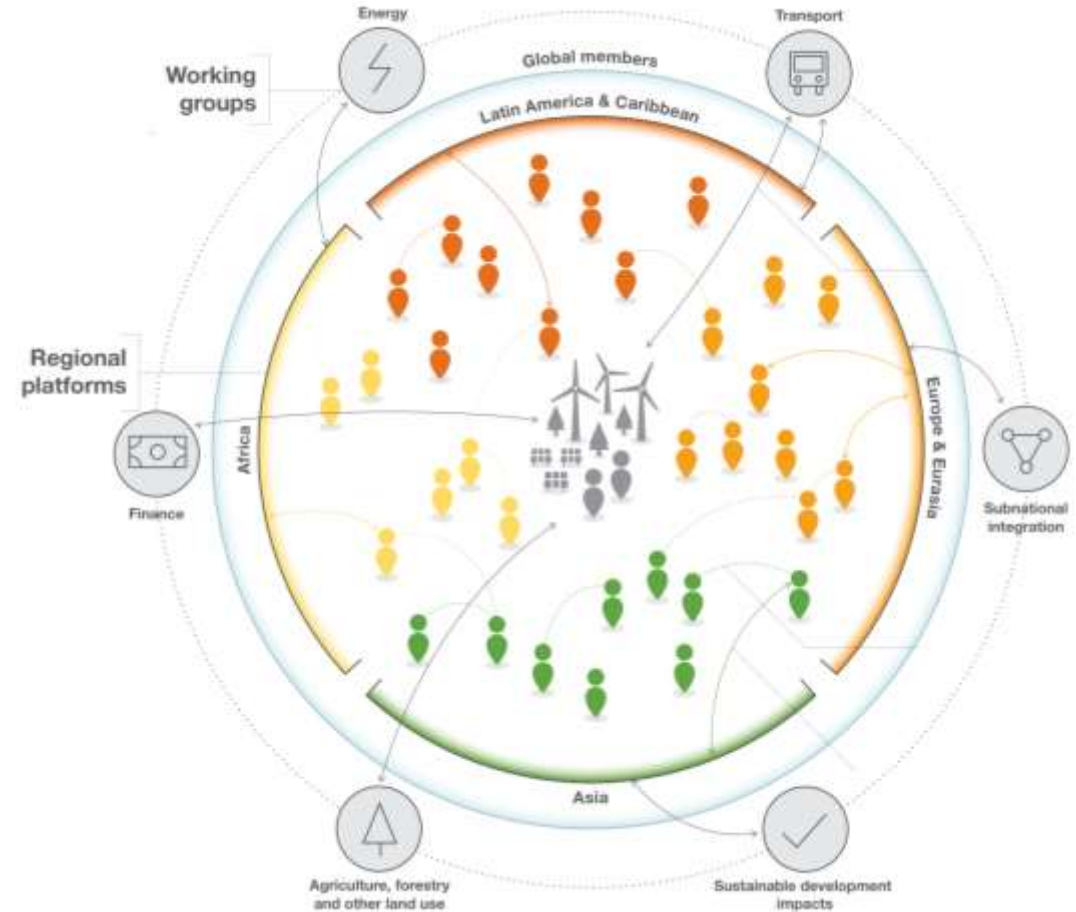 Energy
Transport
Global members
Working
groups
Latin America & Caribbean
Regional
platforms
Africa
Europe & Eurasia
Finance
Subnational
integration
Asia
Agriculture, forestry
and other land use
Sustainable development
impacts